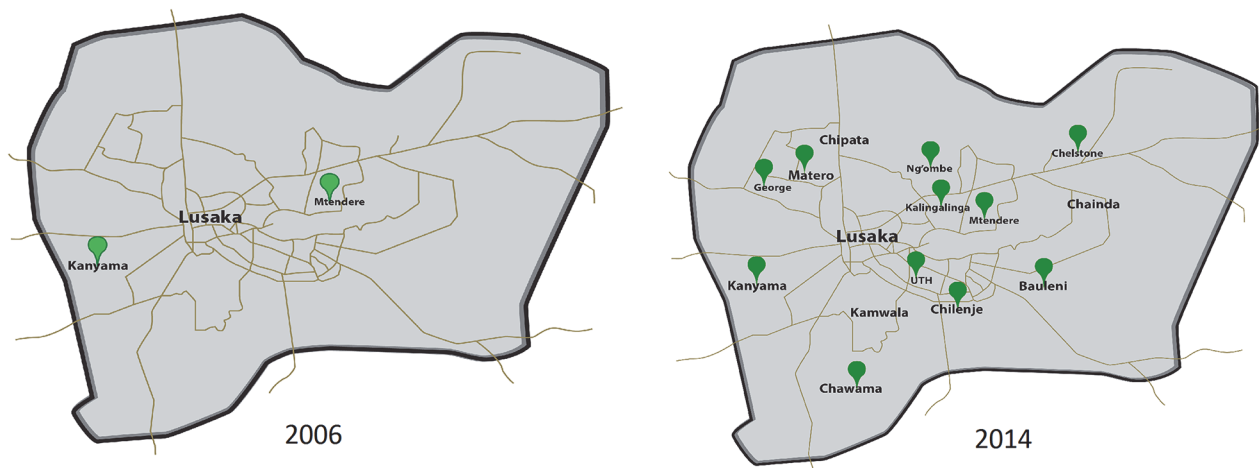 Mtendere
Lusaka
Kanyama
2006
Chipata
Chelstone
Ng'ombe
Matero
George
Kalingalinga
Chainda
Mtendere
Lusaka
UTH
Kanyama
Bauleni
Chilenje
Kamwala
Chawama
2014